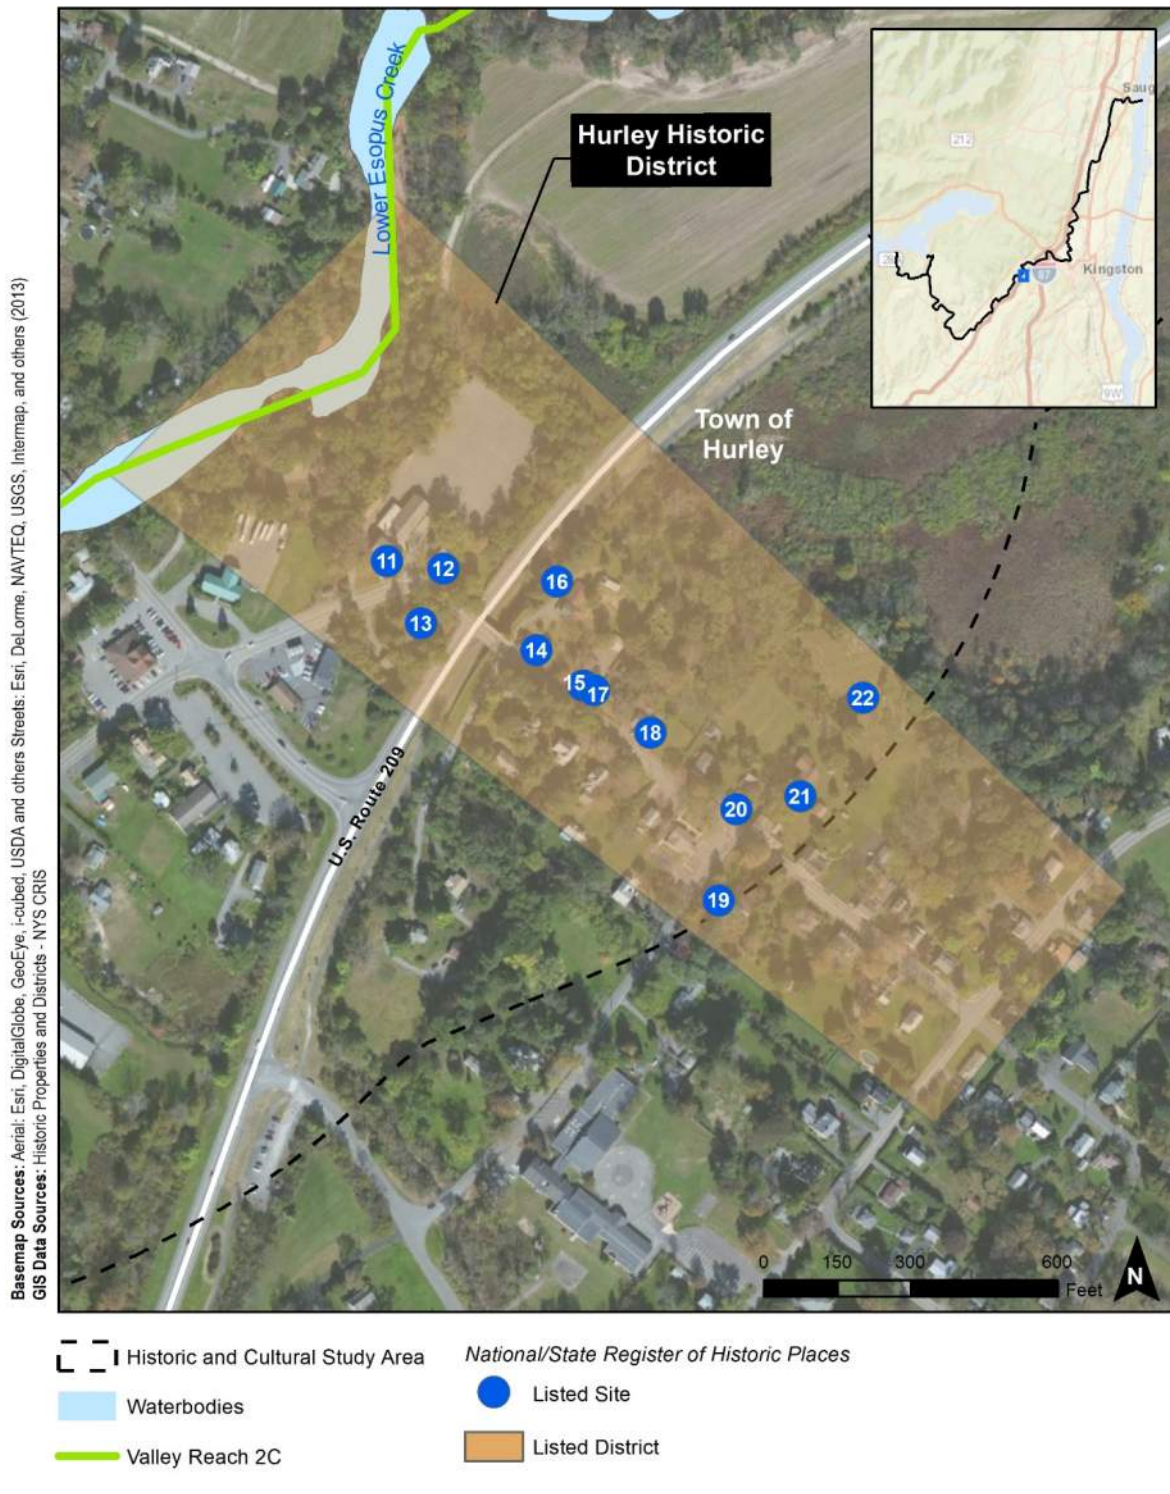 Lower Esopus Creek
Hurley Historic
District
Saug
212
28
87
Kingston
9W
Town of
Hurley
11
12
13
16
14
15
17
18
22
21
20
19
U.S. Route 209
0 150 300 600
Feet
N
Basemap Sources: Aerial: Esri, DigitalGlobe, GeoEye, i-cubed, USDA and others Streets: Esri, DeLorme, NAVTEQ, USGS, Intermap, and others (2013)
GIS Data Sources: Historic Properties and Districts - NYS CRIS
Historic and Cultural Study Area
Waterbodies
Valley Reach 2C
National/State Register of Historic Places
Listed Site
Listed District